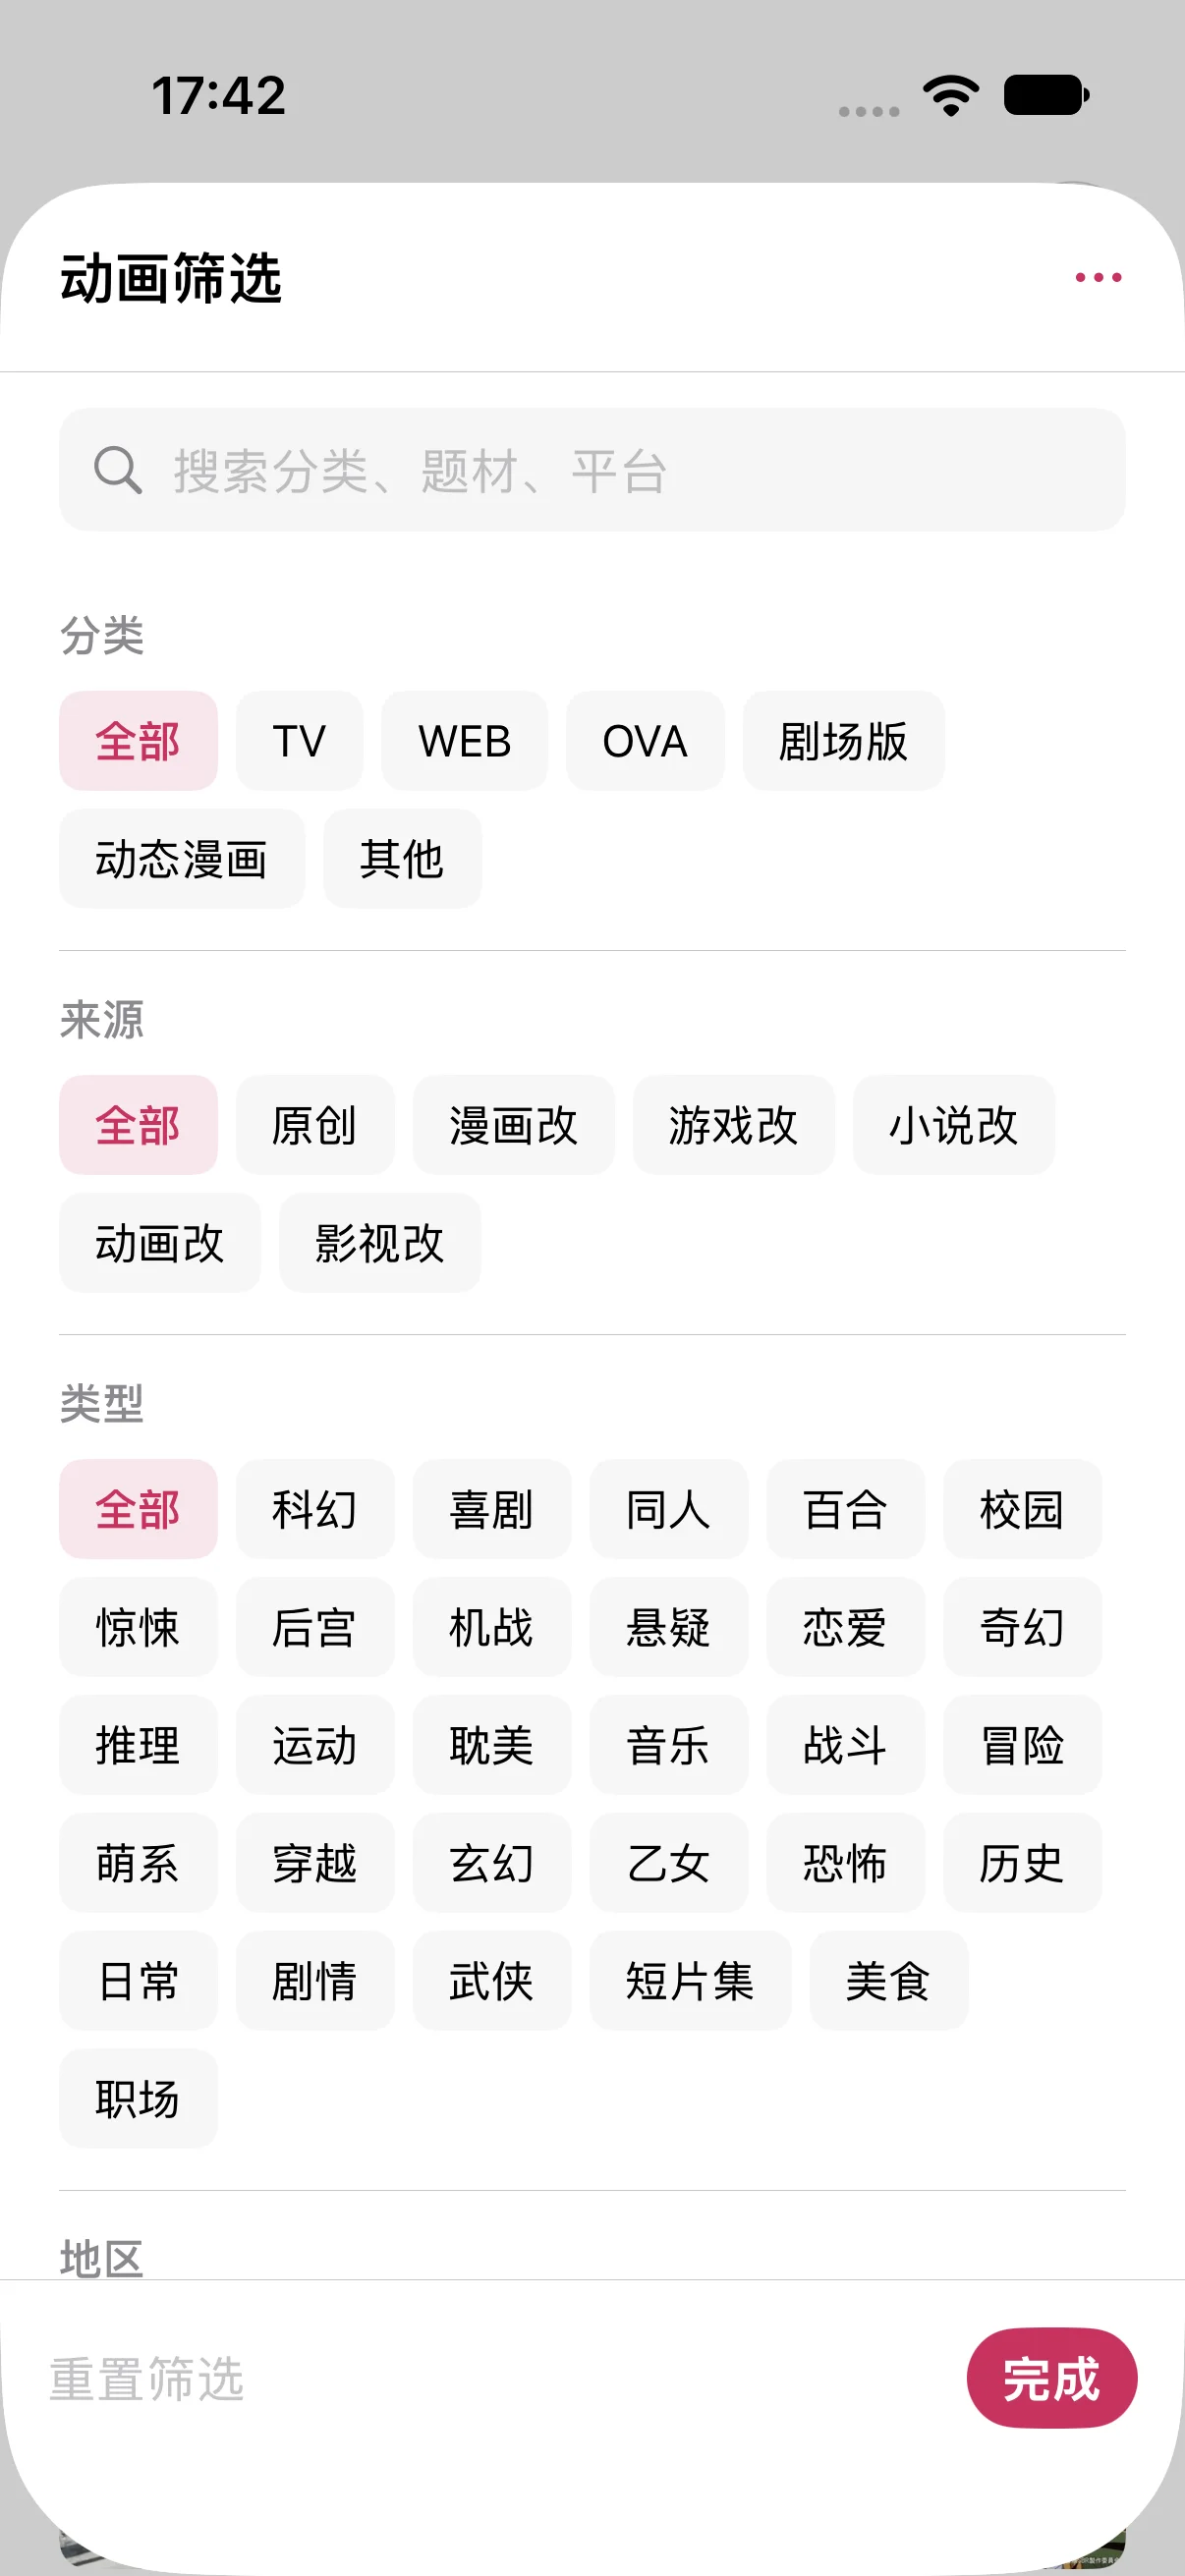 17:42
动画筛选
搜索分类、题材、平台
分类
全部 TV WEB OVA 剧场版
动态漫画 其他
来源
全部 原创 漫画改 游戏改 小说改
动画改 影视改
类型
全部 科幻 喜剧 同人 百合 校园
惊悚 后宫 机战 悬疑 恋爱 奇幻
推理 运动 耽美 音乐 战斗 冒险
萌系 穿越 玄幻 乙女 恐怖 历史
日常 剧情 武侠 短片集 美食
职场
地区
重置筛选 完成